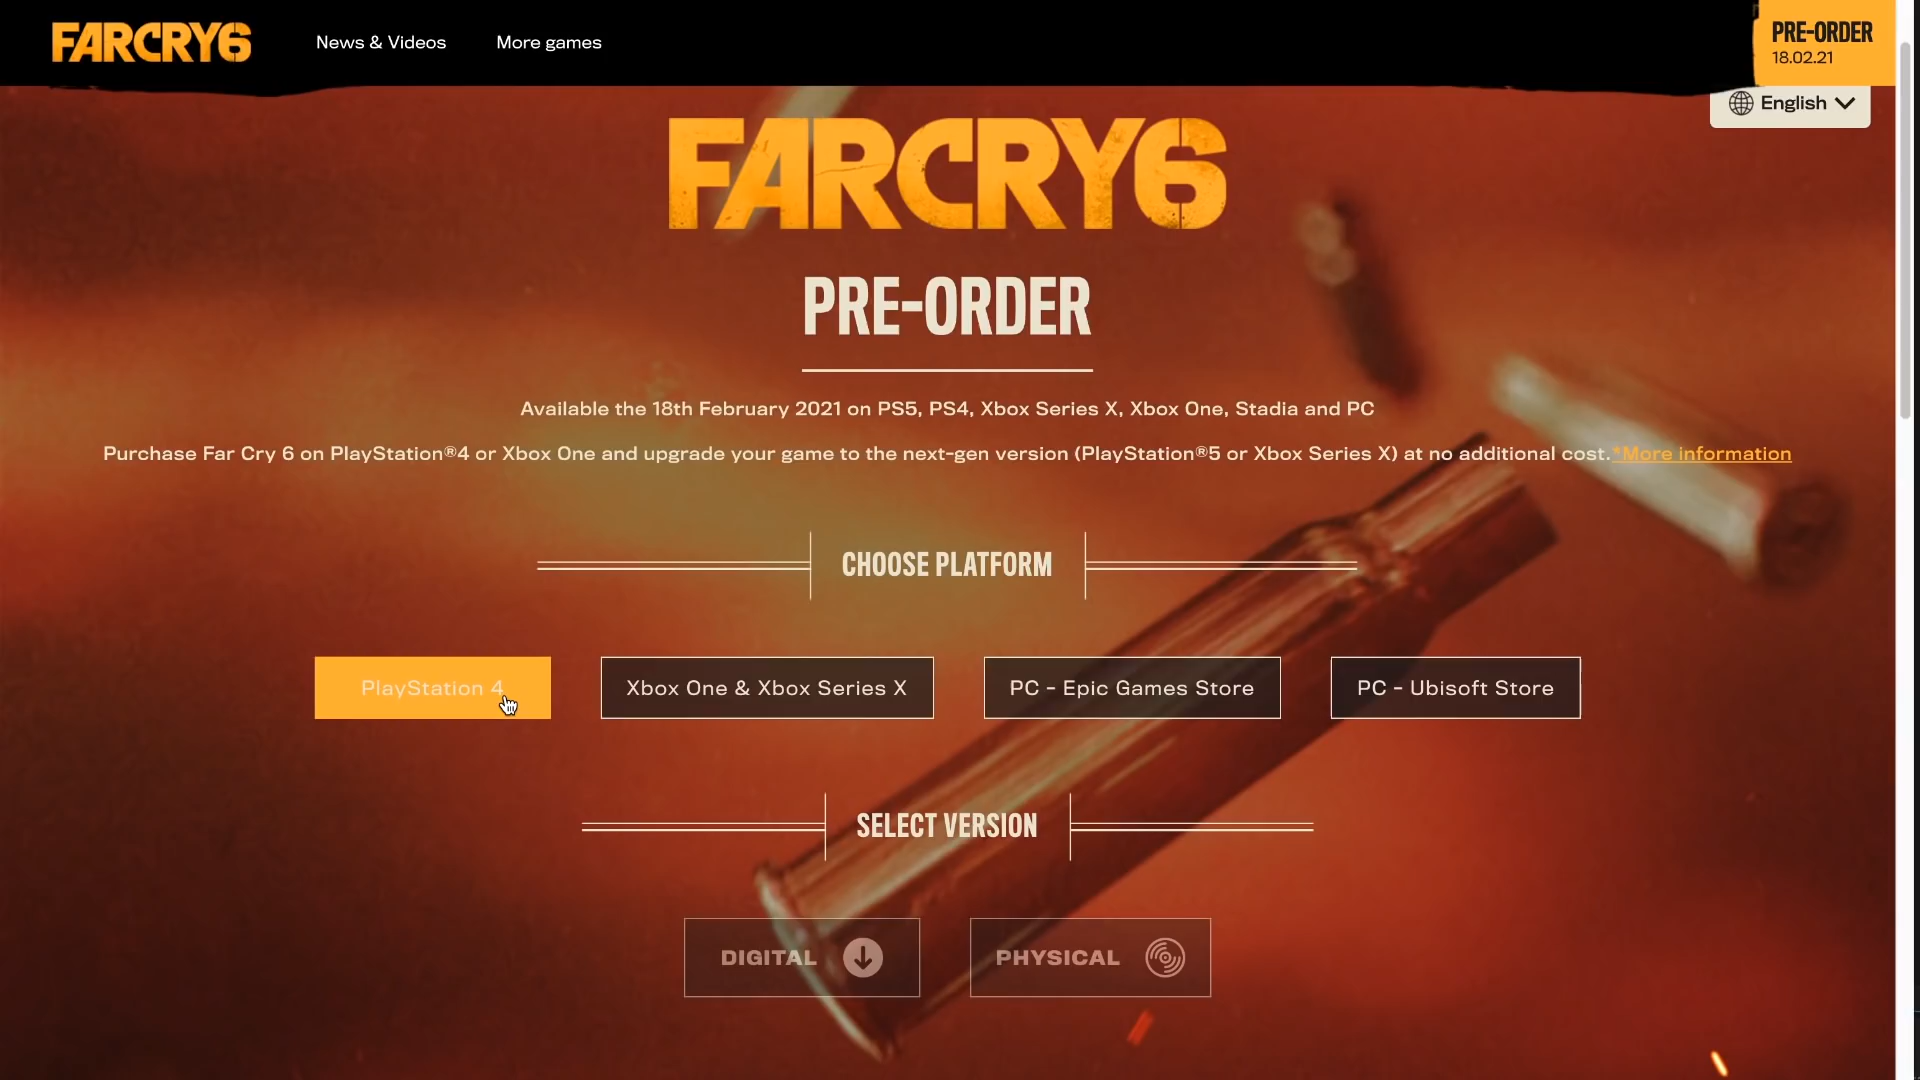 FARCRY6
News & Videos
More games
PRE-ORDER
18.02.21
English
FARCRY6
PRE-ORDER
Available the 18th February 2021 on PS5, PS4, Xbox Series X, Xbox One, Stadia and PC
Purchase Far Cry 6 on PlayStation®4 or Xbox One and upgrade your game to the next-gen version (PlayStation®5 or Xbox Series X) at no additional cost.*More information
CHOOSE PLATFORM
PlayStation 4
Xbox One & Xbox Series X
PC - Epic Games Store
PC - Ubisoft Store
SELECT VERSION
DIGITAL
PHYSICAL